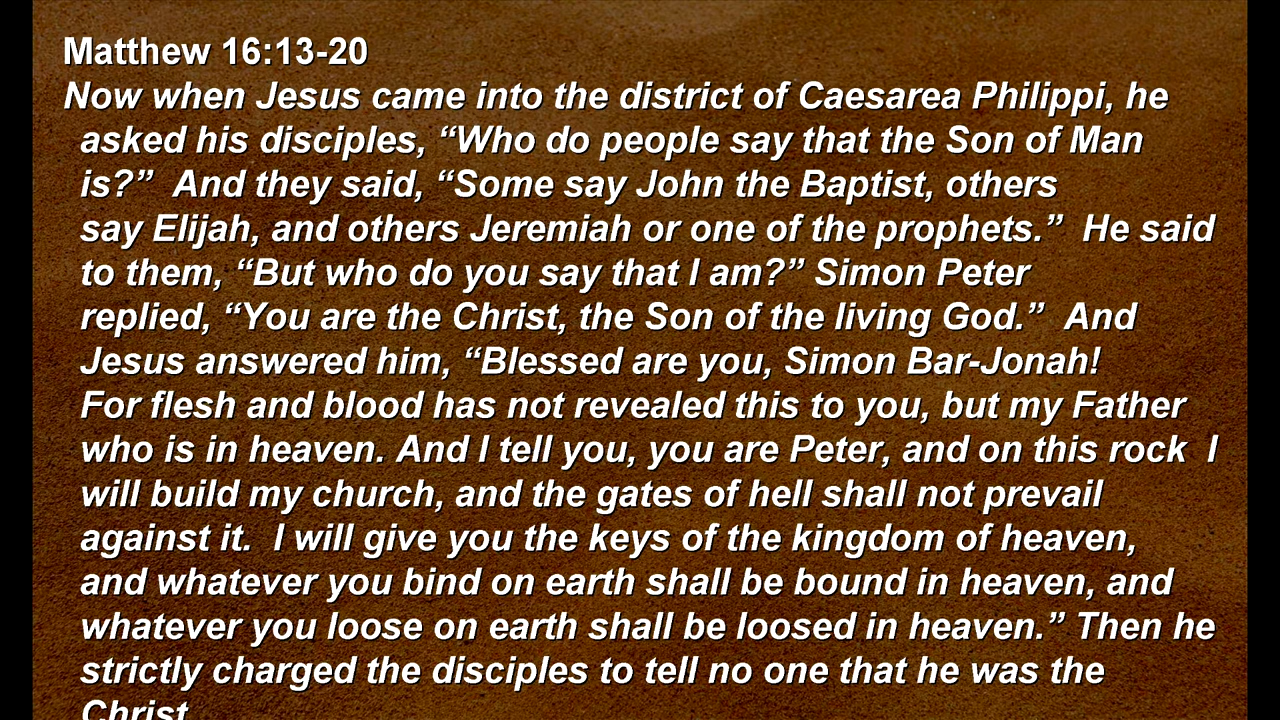 Matthew 16:13-20
Now when Jesus came into the district of Caesarea Philippi, he
asked his disciples, “Who do people say that the Son of Man
is?”  And they said, “Some say John the Baptist, others
say Elijah, and others Jeremiah or one of the prophets.”  He said
to them, “But who do you say that I am?” Simon Peter
replied, “You are the Christ, the Son of the living God.”  And
Jesus answered him, “Blessed are you, Simon Bar-Jonah!
For flesh and blood has not revealed this to you, but my Father
who is in heaven. And I tell you, you are Peter, and on this rock  I
will build my church, and the gates of hell shall not prevail
against it.  I will give you the keys of the kingdom of heaven,
and whatever you bind on earth shall be bound in heaven, and
whatever you loose on earth shall be loosed in heaven.” Then he
strictly charged the disciples to tell no one that he was the
Christ.